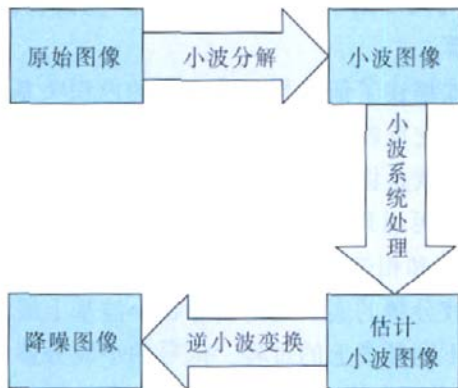 原始图像
小波分解
小波图像
小波系统处理
估计
小波图像
逆小波变换
降噪图像